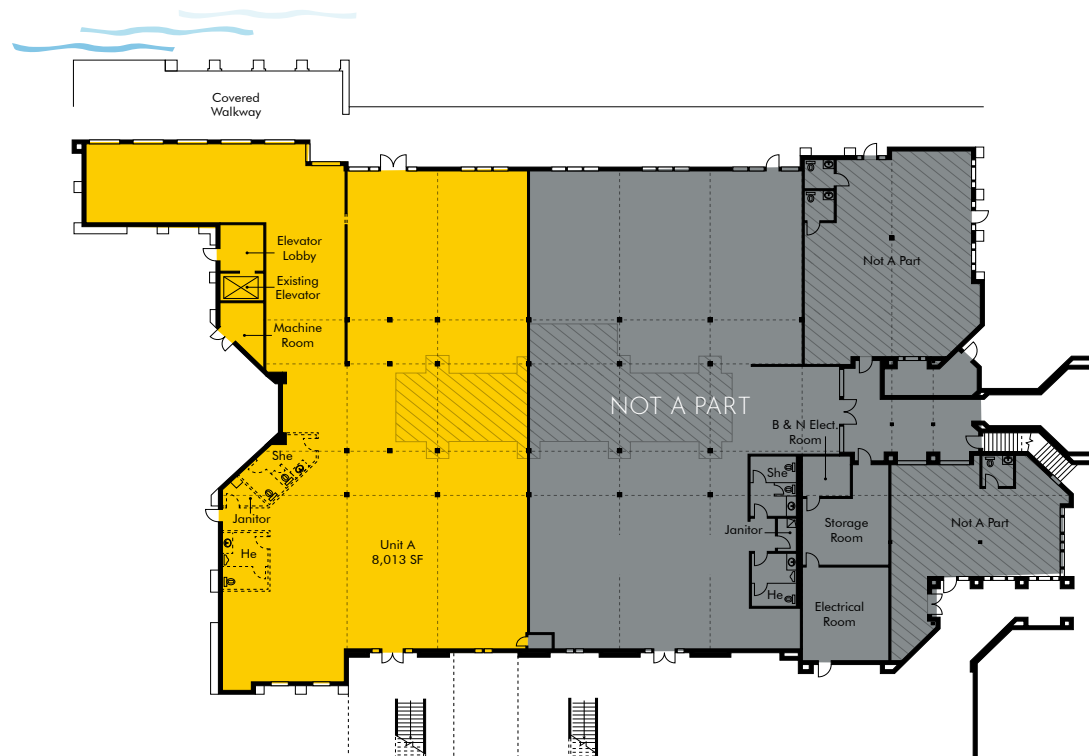 Covered
Walkway
Elevator
Lobby
Existing
Elevator
Machine
Room
Not A Part
NOT A PART
B & N Elect.
Room
She
She
Janitor
Janitor
Storage
Room
Not A Part
He
Unit A
8,013 SF
He
Electrical
Room